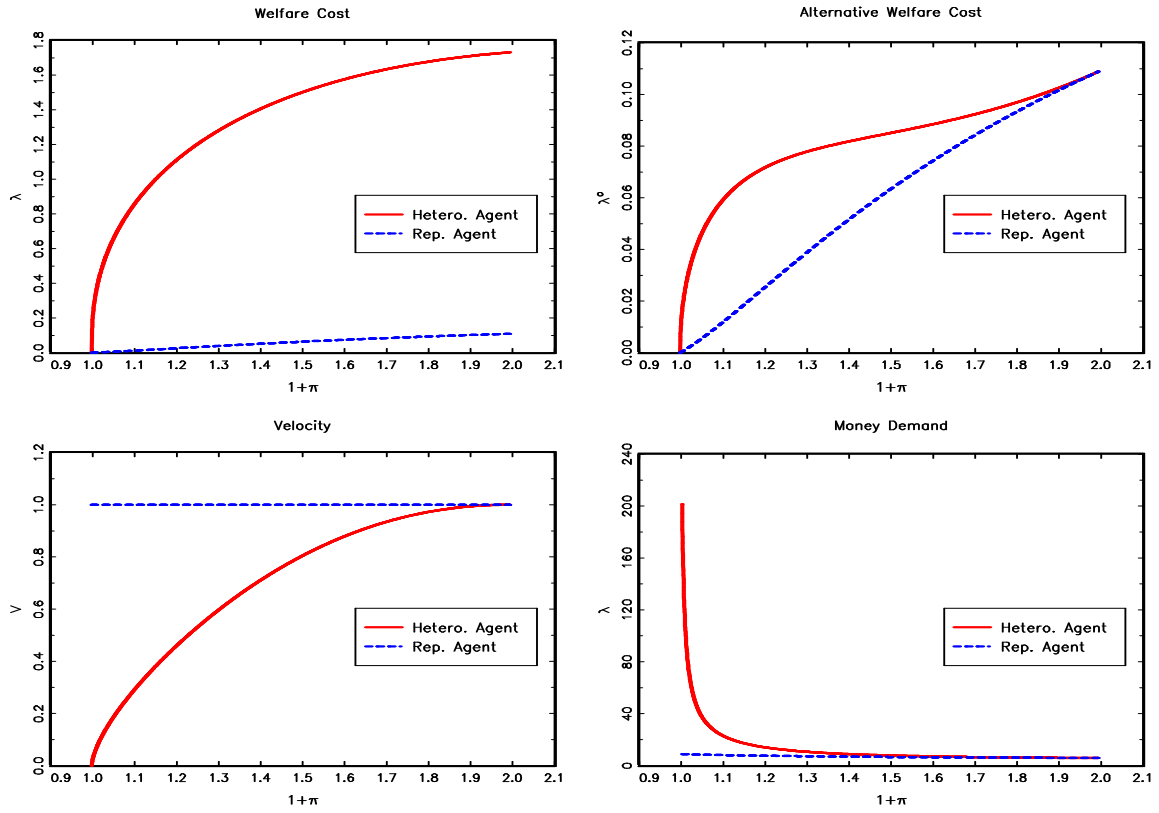 Welfare Cost
λ
1.8
1.6
1.4
1.2
1.0
0.8
0.6
0.4
0.2
0.0
Hetero. Agent
Rep. Agent
0.9 1.0 1.1 1.2 1.3 1.4 1.5 1.6 1.7 1.8 1.9 2.0 2.1
1+π
Alternative Welfare Cost
λᵒ
0.12
0.10
0.08
0.06
0.04
0.02
0.00
Hetero. Agent
Rep. Agent
0.9 1.0 1.1 1.2 1.3 1.4 1.5 1.6 1.7 1.8 1.9 2.0 2.1
1+π
Velocity
V
1.2
1.0
0.8
0.6
0.4
0.2
0.0
Hetero. Agent
Rep. Agent
0.9 1.0 1.1 1.2 1.3 1.4 1.5 1.6 1.7 1.8 1.9 2.0 2.1
1+π
Money Demand
λ
240
200
160
120
80
40
0
Hetero. Agent
Rep. Agent
0.9 1.0 1.1 1.2 1.3 1.4 1.5 1.6 1.7 1.8 1.9 2.0 2.1
1+π